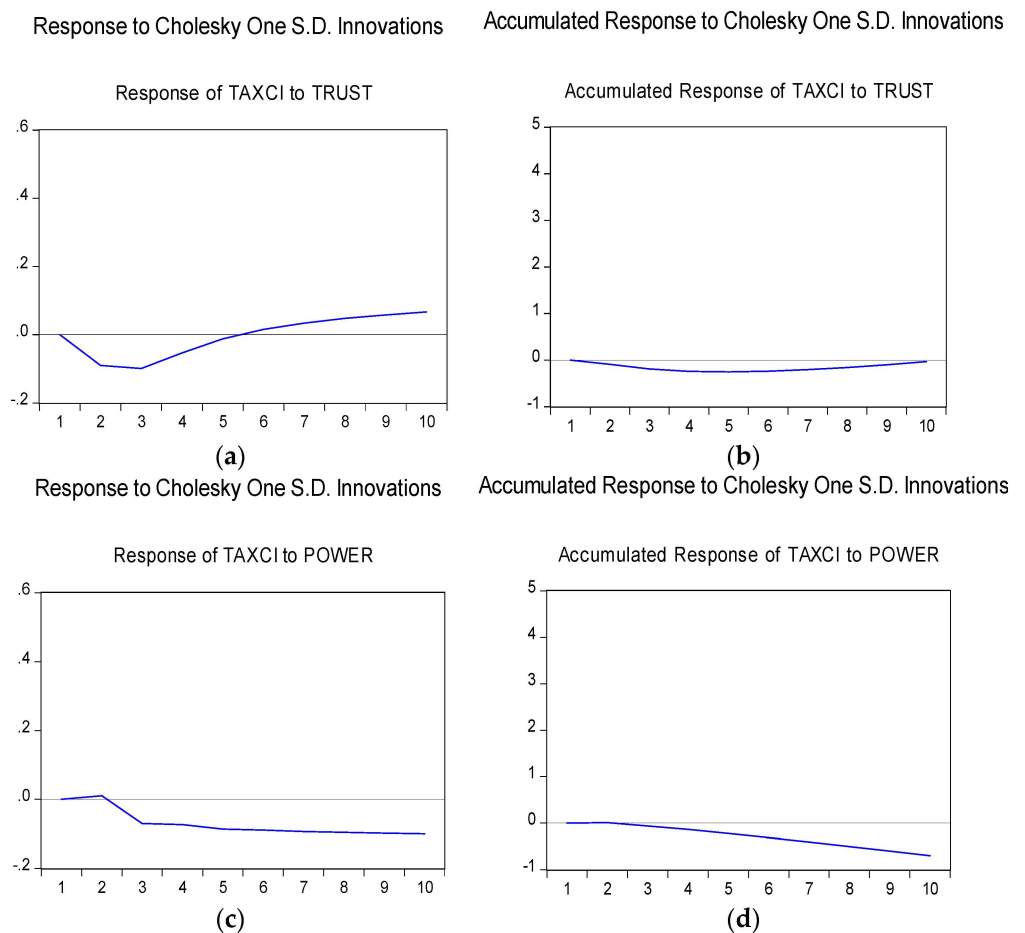 Response to Cholesky One S.D. Innovations
Response of TAXCI to TRUST
.6
.4
.2
.0
-.2
1 2 3 4 5 6 7 8 9 10
(a)
Accumulated Response to Cholesky One S.D. Innovations
Accumulated Response of TAXCI to TRUST
5
4
3
2
1
0
-1
1 2 3 4 5 6 7 8 9 10
(b)
Response to Cholesky One S.D. Innovations
Response of TAXCI to POWER
.6
.4
.2
.0
-.2
1 2 3 4 5 6 7 8 9 10
(c)
Accumulated Response to Cholesky One S.D. Innovations
Accumulated Response of TAXCI to POWER
5
4
3
2
1
0
-1
1 2 3 4 5 6 7 8 9 10
(d)